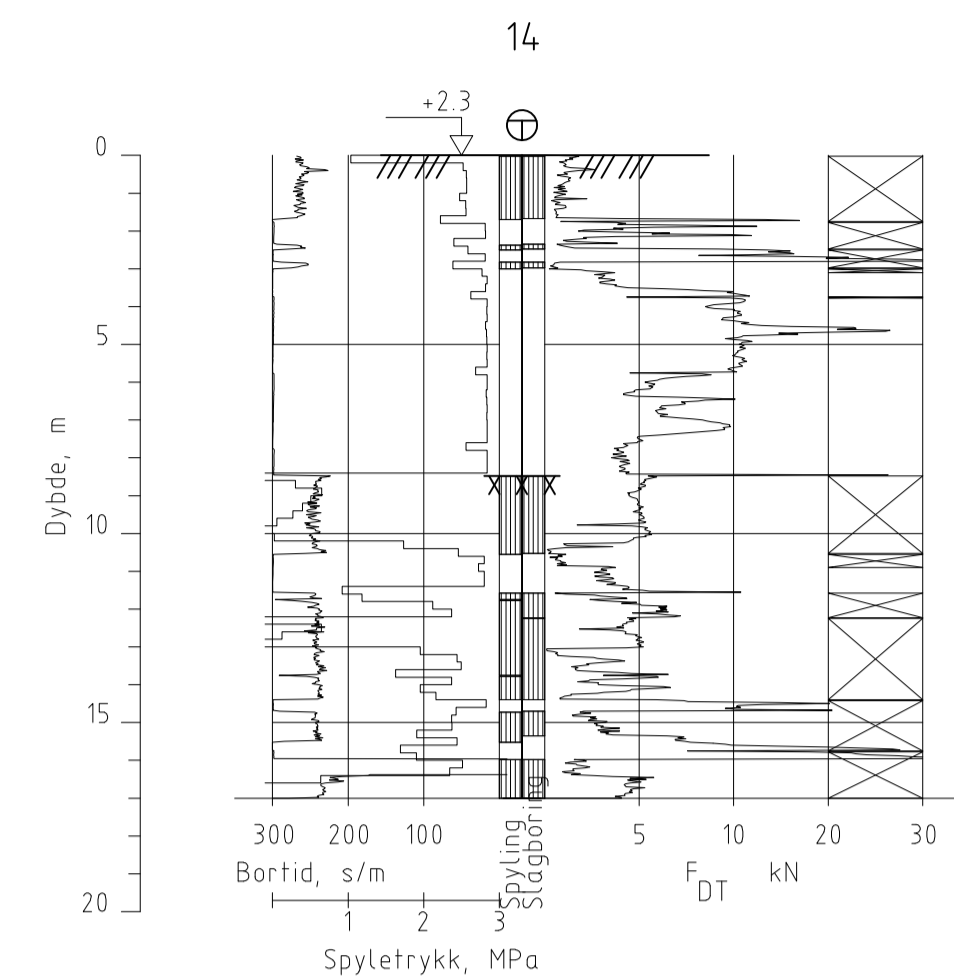 14
+2.3
0
5
10
15
20
Dybde, m
X X X
300 200 100
Bortid, s/m
1 2 3
Spyletrykk, MPa
Spyling
Slagboring
5 10 20 30
F DT kN